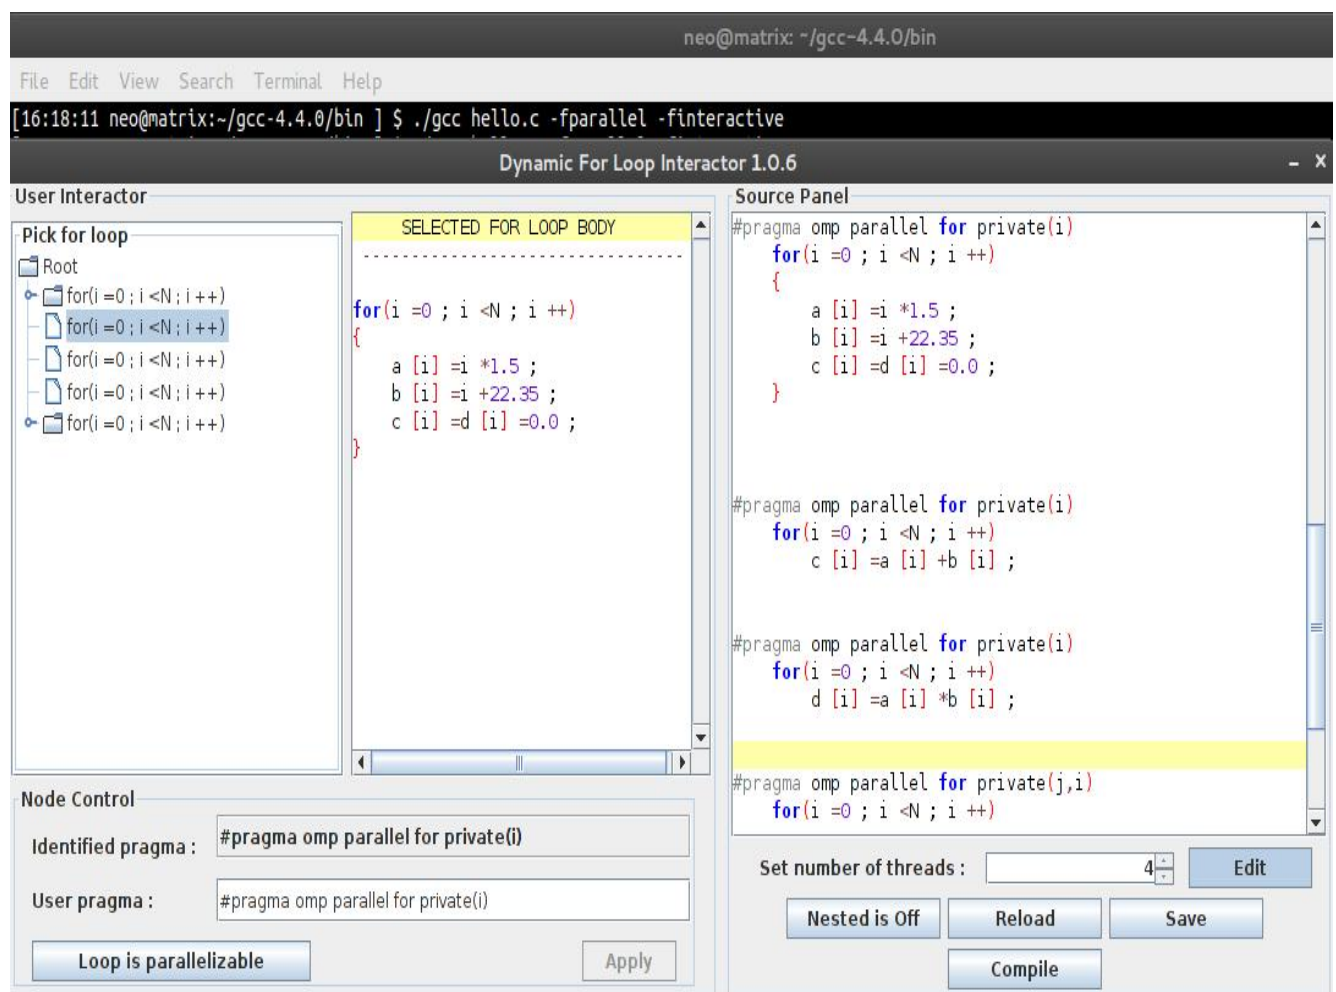 neo@matrix: ~/gcc-4.4.0/bin
File Edit View Search Terminal Help
[16:18:11 neo@matrix:~/gcc-4.4.0/bin ] $ ./gcc hello.c -fparallel -finteractive
Dynamic For Loop Interactor 1.0.6
User Interactor
Pick for loop
Root
for(i =0 ; i <N ; i ++)
for(i =0 ; i <N ; i ++)
for(i =0 ; i <N ; i ++)
for(i =0 ; i <N ; i ++)
for(i =0 ; i <N ; i ++)
SELECTED FOR LOOP BODY
--------------------------------
for(i =0 ; i <N ; i ++)
{
a [i] =i *1.5 ;
b [i] =i +22.35 ;
c [i] =d [i] =0.0 ;
}
Node Control
Identified pragma :
#pragma omp parallel for private(i)
User pragma :
#pragma omp parallel for private(i)
Loop is parallelizable
Apply
Source Panel
#pragma omp parallel for private(i)
for(i =0 ; i <N ; i ++)
{
a [i] =i *1.5 ;
b [i] =i +22.35 ;
c [i] =d [i] =0.0 ;
}
#pragma omp parallel for private(i)
for(i =0 ; i <N ; i ++)
c [i] =a [i] +b [i] ;
#pragma omp parallel for private(i)
for(i =0 ; i <N ; i ++)
d [i] =a [i] *b [i] ;
#pragma omp parallel for private(j,i)
for(i =0 ; i <N ; i ++)
Set number of threads :
4
Edit
Nested is Off
Reload
Save
Compile